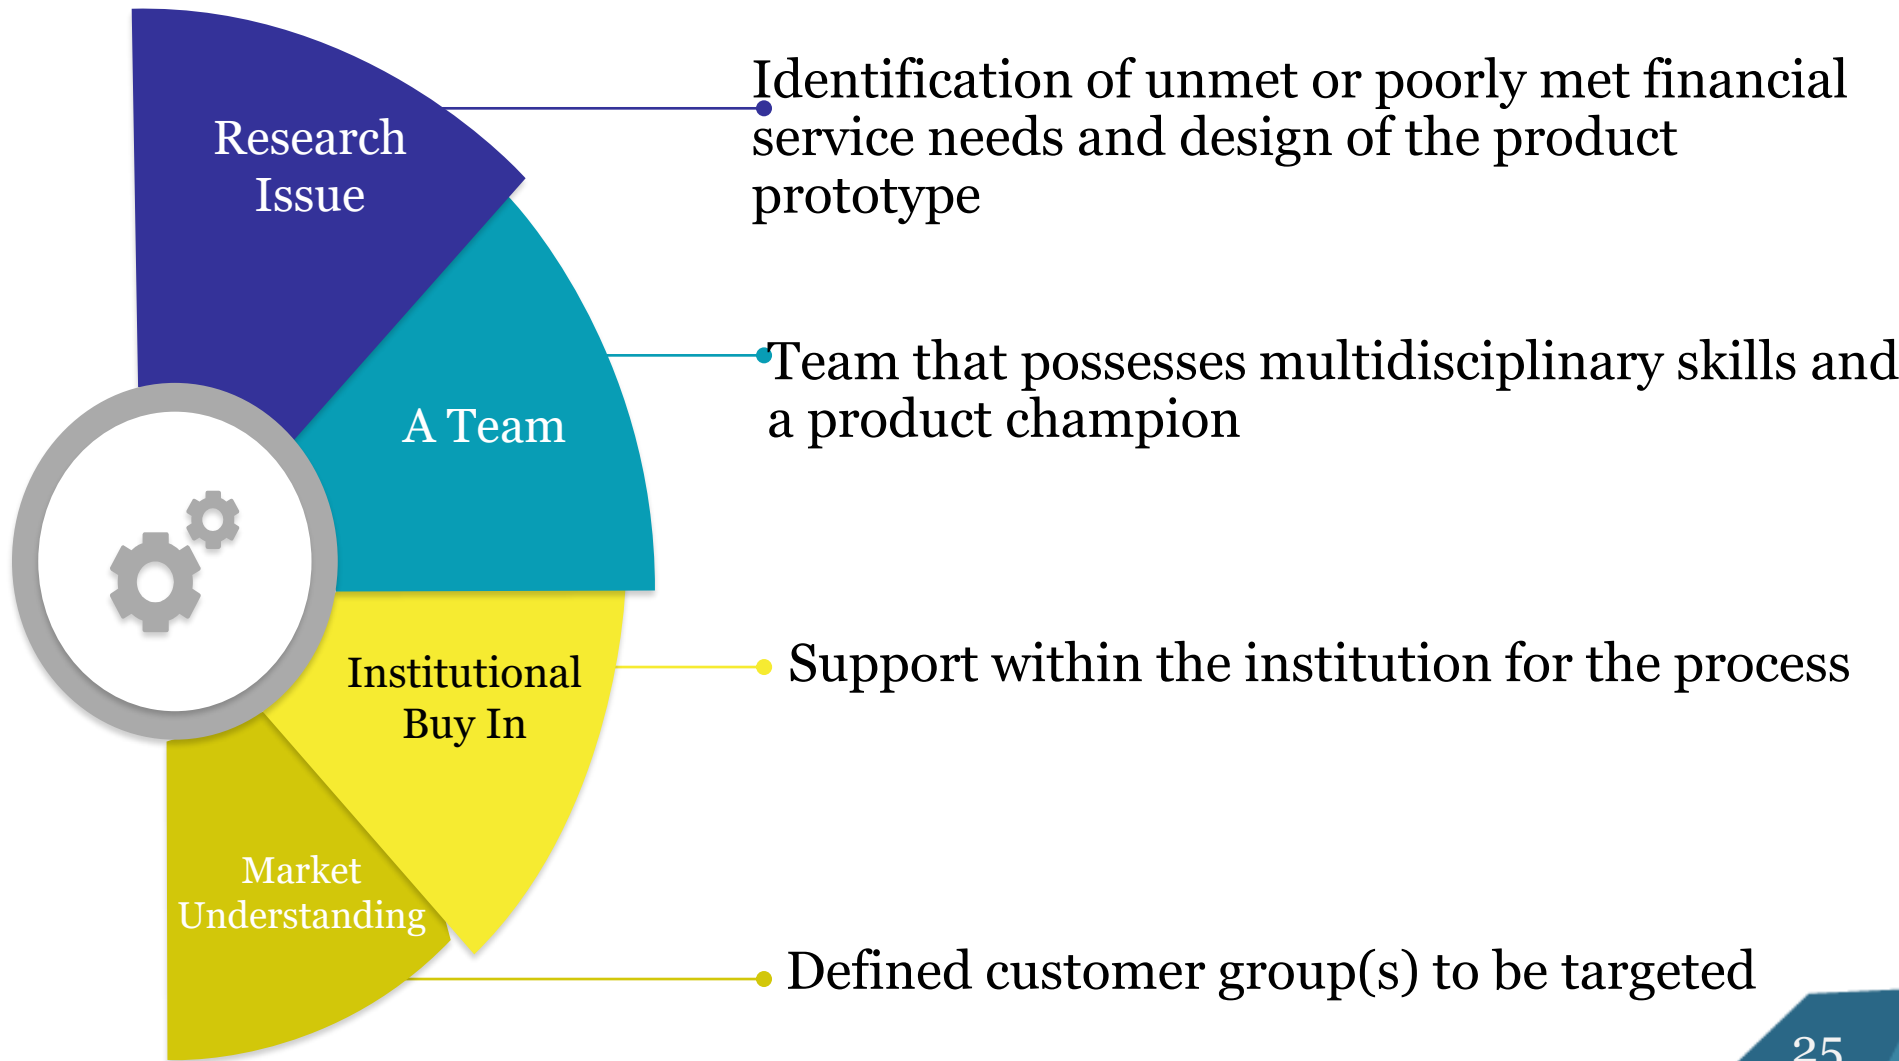 Research
Issue
Identification of unmet or poorly met financial
service needs and design of the product
prototype
A Team
Team that possesses multidisciplinary skills and
a product champion
Institutional
Buy In
Support within the institution for the process
Market
Understanding
Defined customer group(s) to be targeted
25